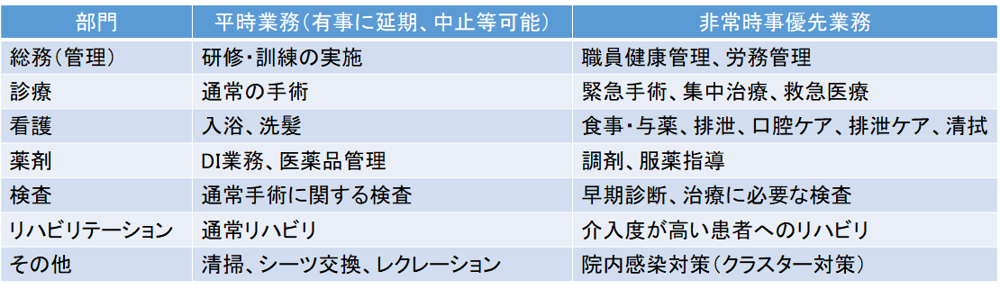 部門 平時業務（有事に延期、中止等可能） 非常時事優先業務
総務（管理） 研修・訓練の実施 職員健康管理、労務管理
診療 通常の手術 緊急手術、集中治療、救急医療
看護 入浴、洗髪 食事・与薬、排泄、口腔ケア、排泄ケア、清拭
薬剤 DI業務、医薬品管理 調剤、服薬指導
検査 通常手術に関する検査 早期診断、治療に必要な検査
リハビリテーション 通常リハビリ 介入度が高い患者へのリハビリ
その他 清掃、シーツ交換、レクレーション 院内感染対策（クラスター対策）